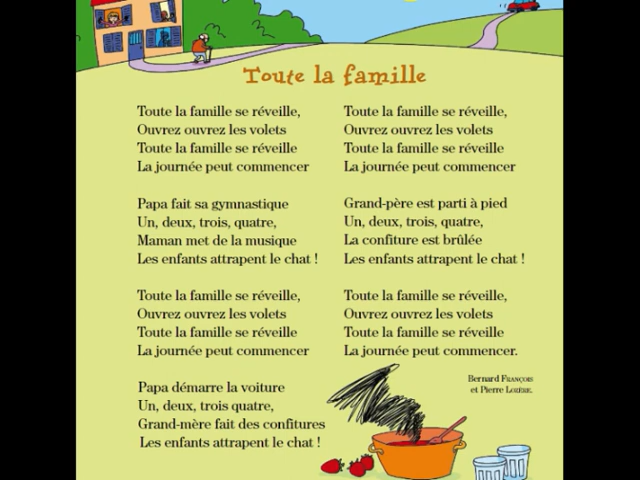 Toute la famille
Toute la famille se réveille,
Ouvrez ouvrez les volets
Toute la famille se réveille
La journée peut commencer
Papa fait sa gymnastique
Un, deux, trois, quatre,
Maman met de la musique
Les enfants attrapent le chat !
Toute la famille se réveille,
Ouvrez ouvrez les volets
Toute la famille se réveille
La journée peut commencer
Papa démarre la voiture
Un, deux, trois quatre,
Grand-mère fait des confitures
Les enfants attrapent le chat !
Toute la famille se réveille,
Ouvrez ouvrez les volets
Toute la famille se réveille
La journée peut commencer
Grand-père est parti à pied
Un, deux, trois, quatre,
La confiture est brûlée
Les enfants attrapent le chat !
Toute la famille se réveille,
Ouvrez ouvrez les volets
Toute la famille se réveille
La journée peut commencer.
Bernard François
et Pierre Lozère.